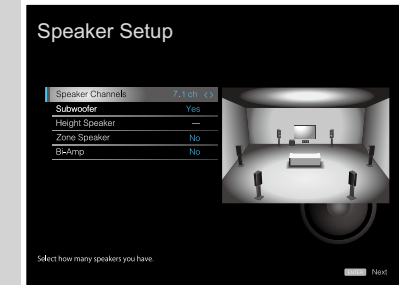 Speaker Setup
Speaker Channels 7.1 ch < >
Subwoofer Yes
Height Speaker ---
Zone Speaker No
Bi-Amp No
Select how many speakers you have.
ENTER Next